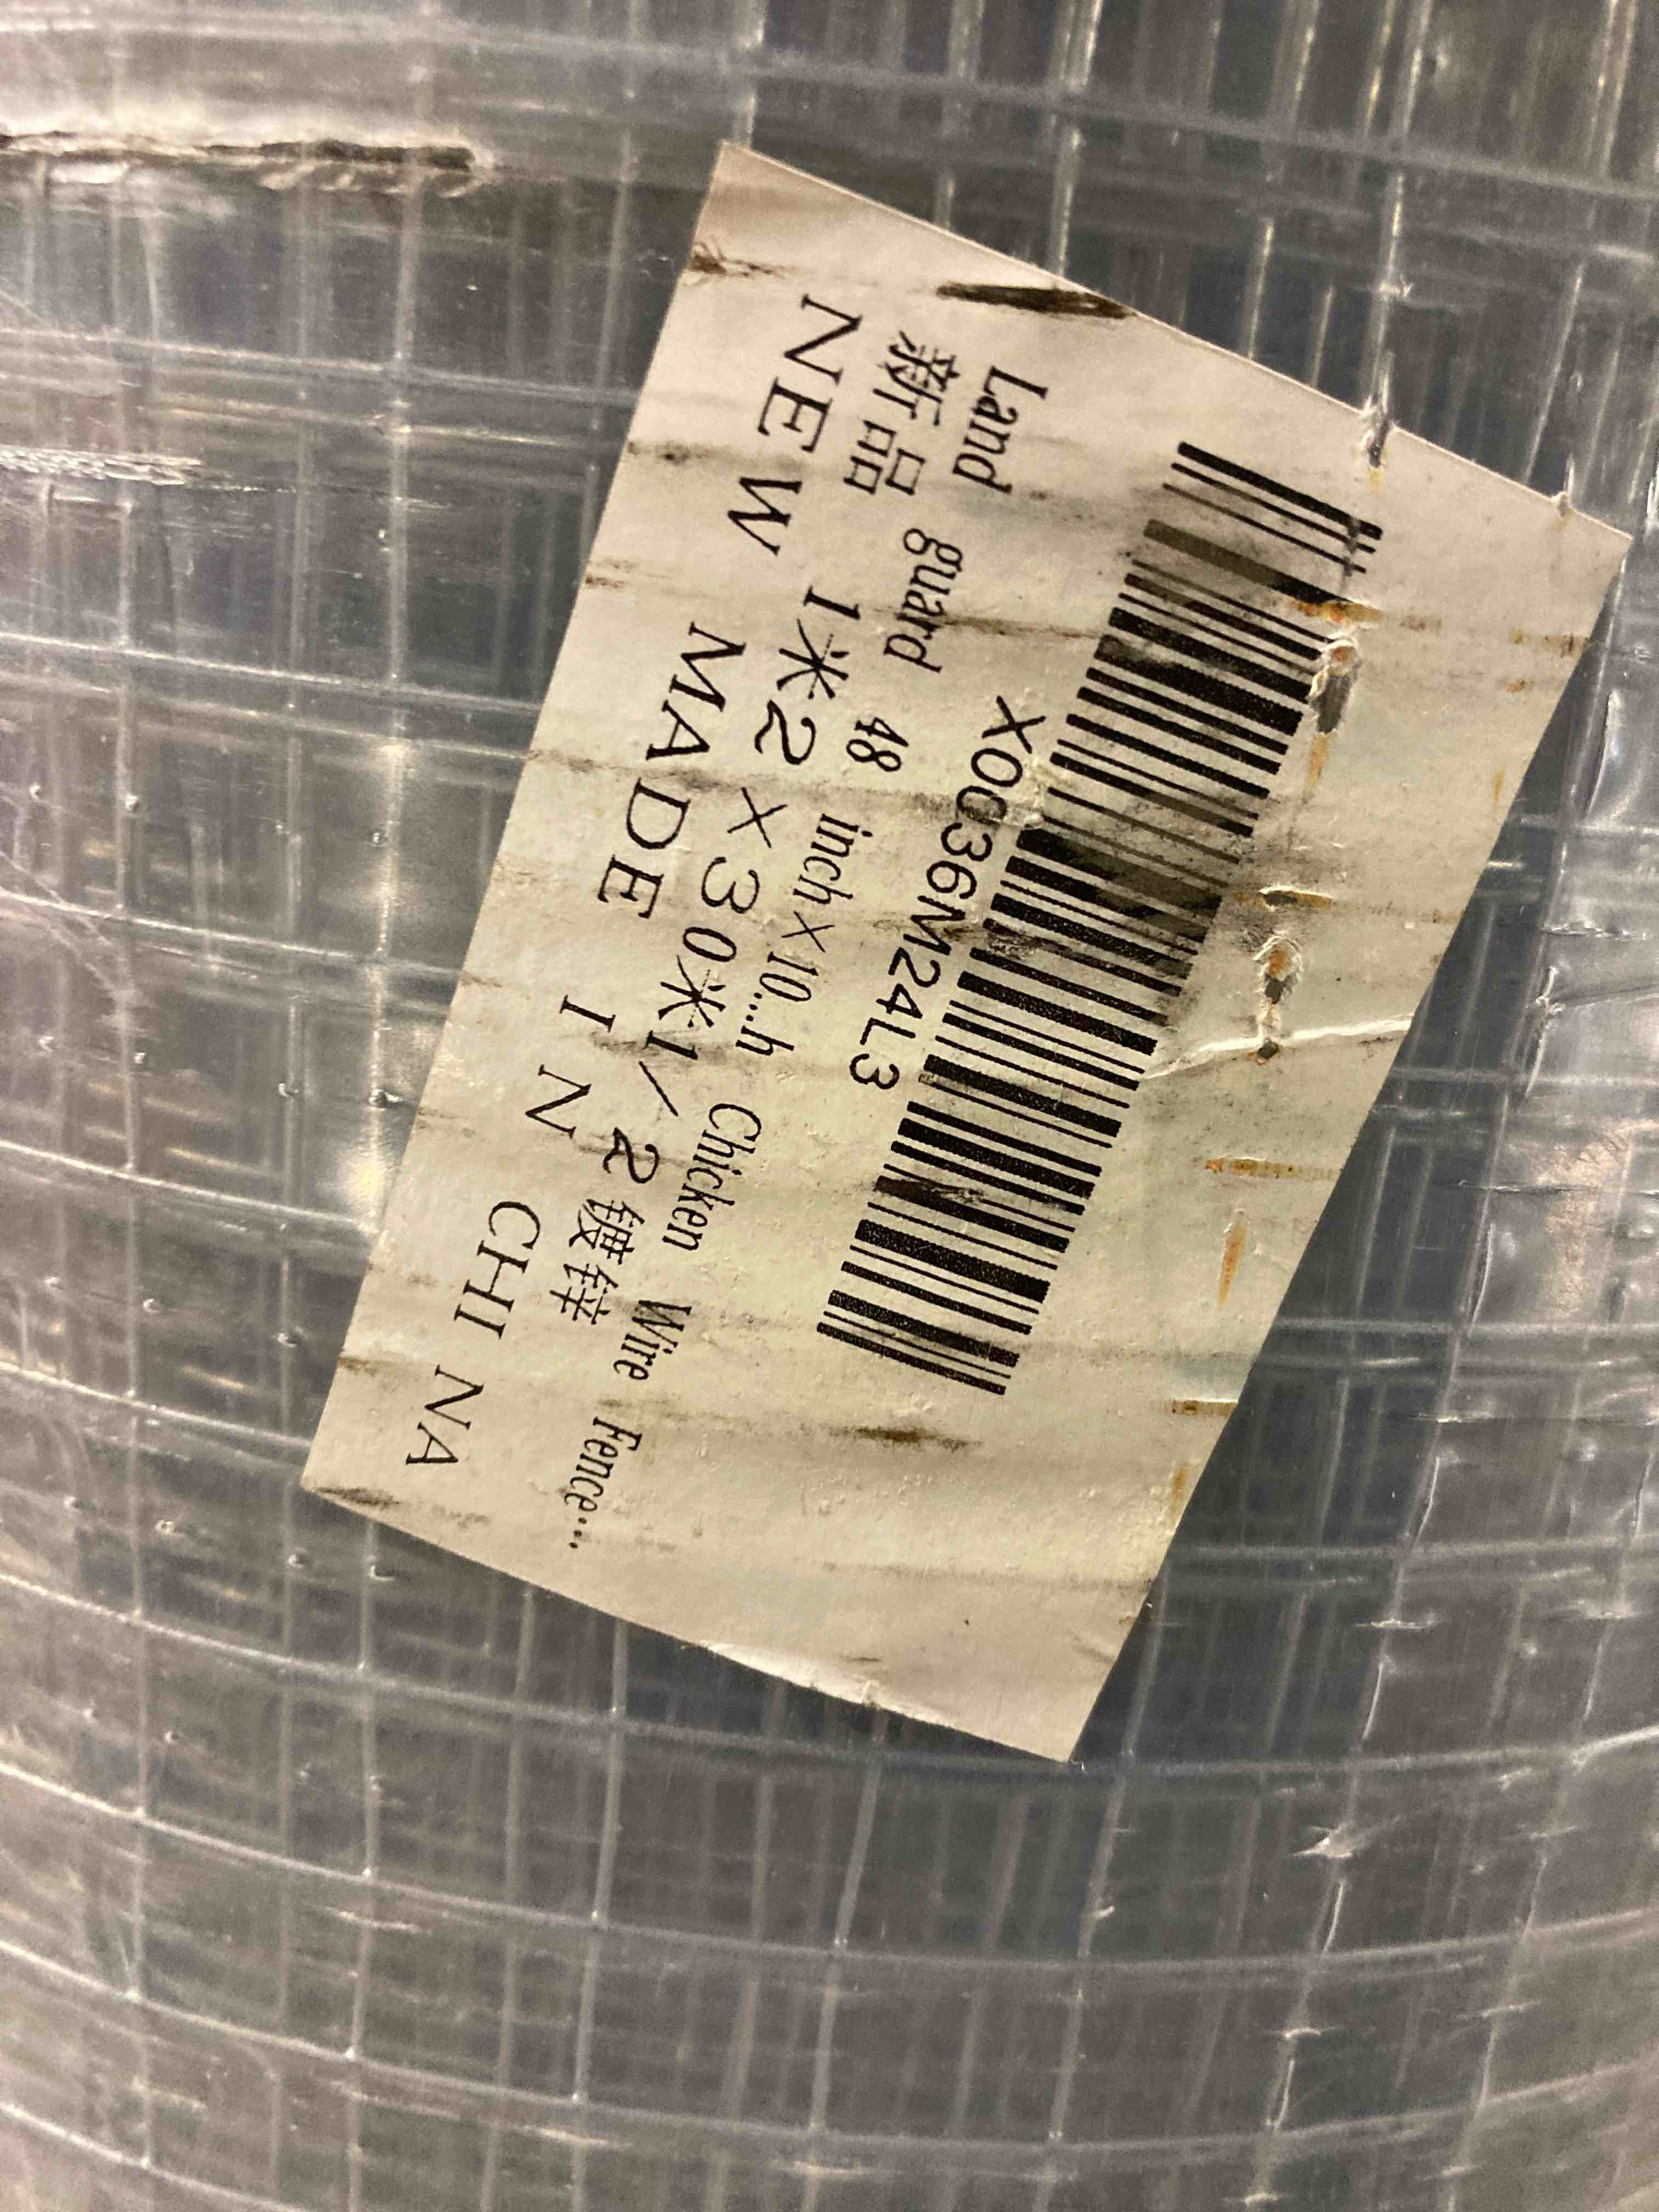 X0036M24L3
Land guard 48 inch×10...h Chicken Wire Fence...
新品 1米2×30米1/2镀锌
NEW MADE IN CHINA